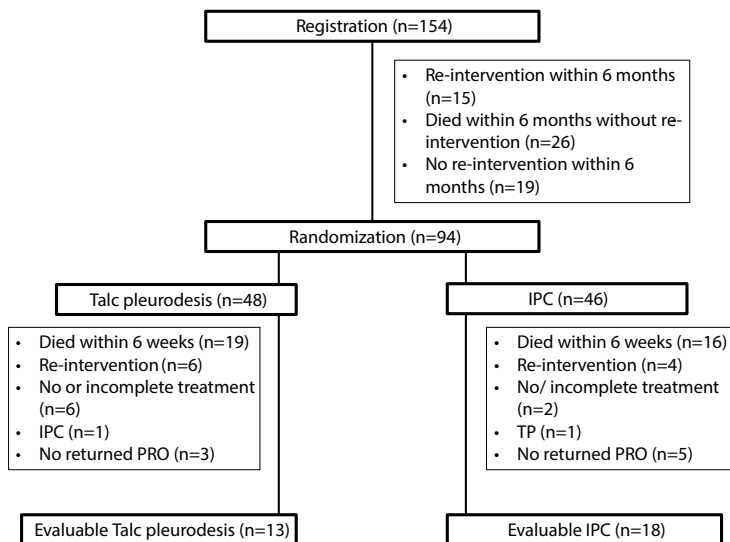 Registration (n=154)
• Re-intervention within 6 months
(n=15)
• Died within 6 months without re-
intervention (n=26)
• No re-intervention within 6
months (n=19)
Randomization (n=94)
Talc pleurodesis (n=48)
• Died within 6 weeks (n=19)
• Re-intervention (n=6)
• No or incomplete treatment
(n=6)
• IPC (n=1)
• No returned PRO (n=3)
Evaluable Talc pleurodesis (n=13)
IPC (n=46)
• Died within 6 weeks (n=16)
• Re-intervention (n=4)
• No/ incomplete treatment
(n=2)
• TP (n=1)
• No returned PRO (n=5)
Evaluable IPC (n=18)